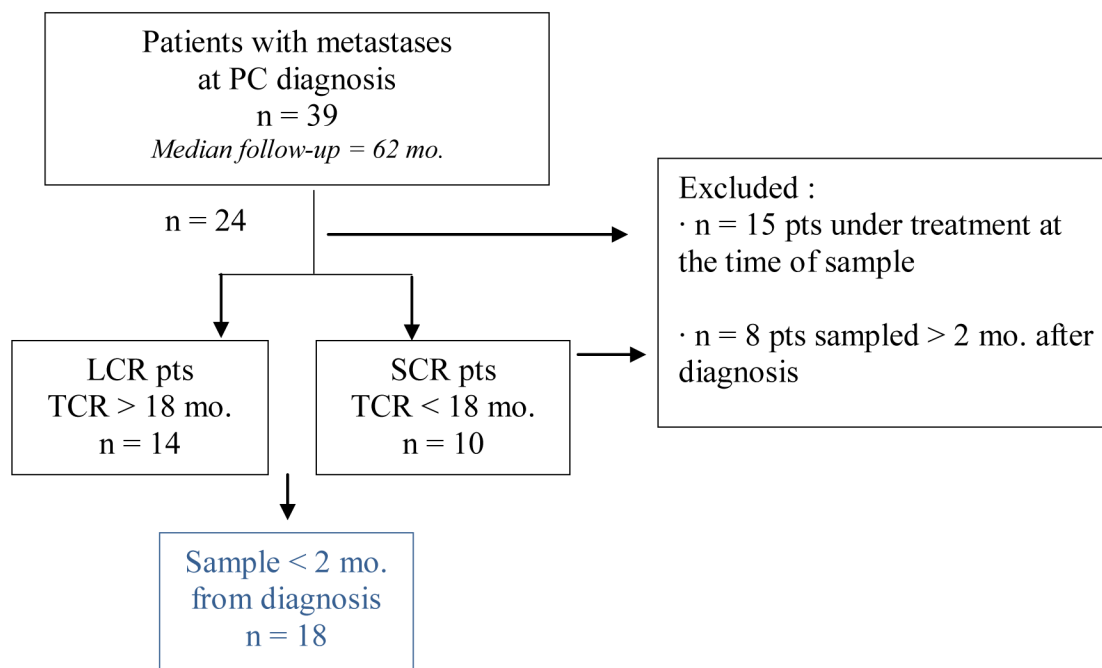 Patients with metastases
at PC diagnosis
n = 39
Median follow-up = 62 mo.
n = 24
Excluded :
· n = 15 pts under treatment at
the time of sample
· n = 8 pts sampled > 2 mo. after
diagnosis
LCR pts
TCR > 18 mo.
n = 14
SCR pts
TCR < 18 mo.
n = 10
Sample < 2 mo.
from diagnosis
n = 18